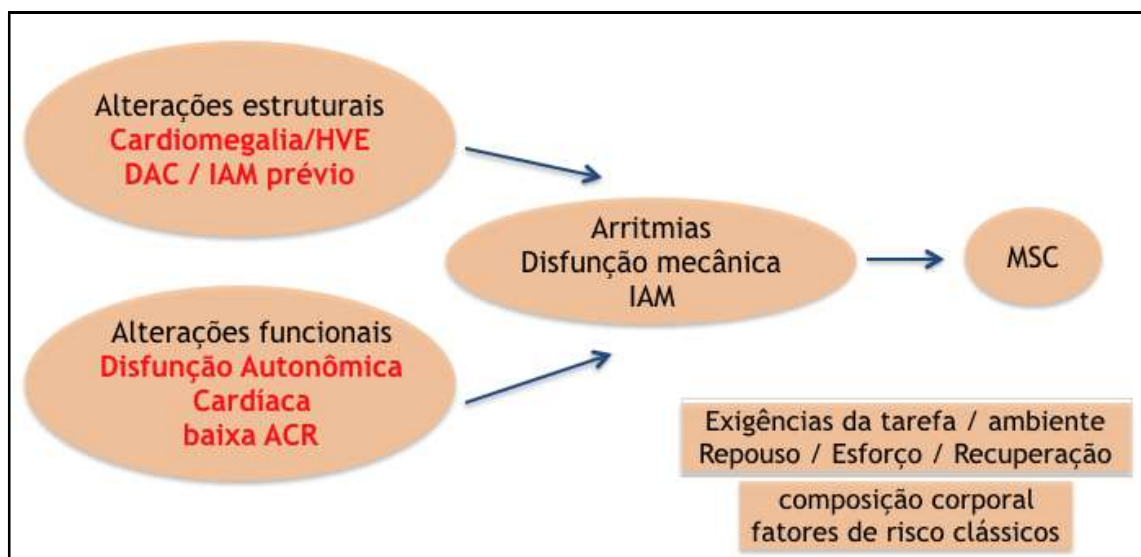 Alterações estruturais
Cardiomegalia/HVE
DAC / IAM prévio
Arritmias
Disfunção mecânica
IAM
MSC
Alterações funcionais
Disfunção Autonômica
Cardíaca
baixa ACR
Exigências da tarefa / ambiente
Repouso / Esforço / Recuperação
composição corporal
fatores de risco clássicos